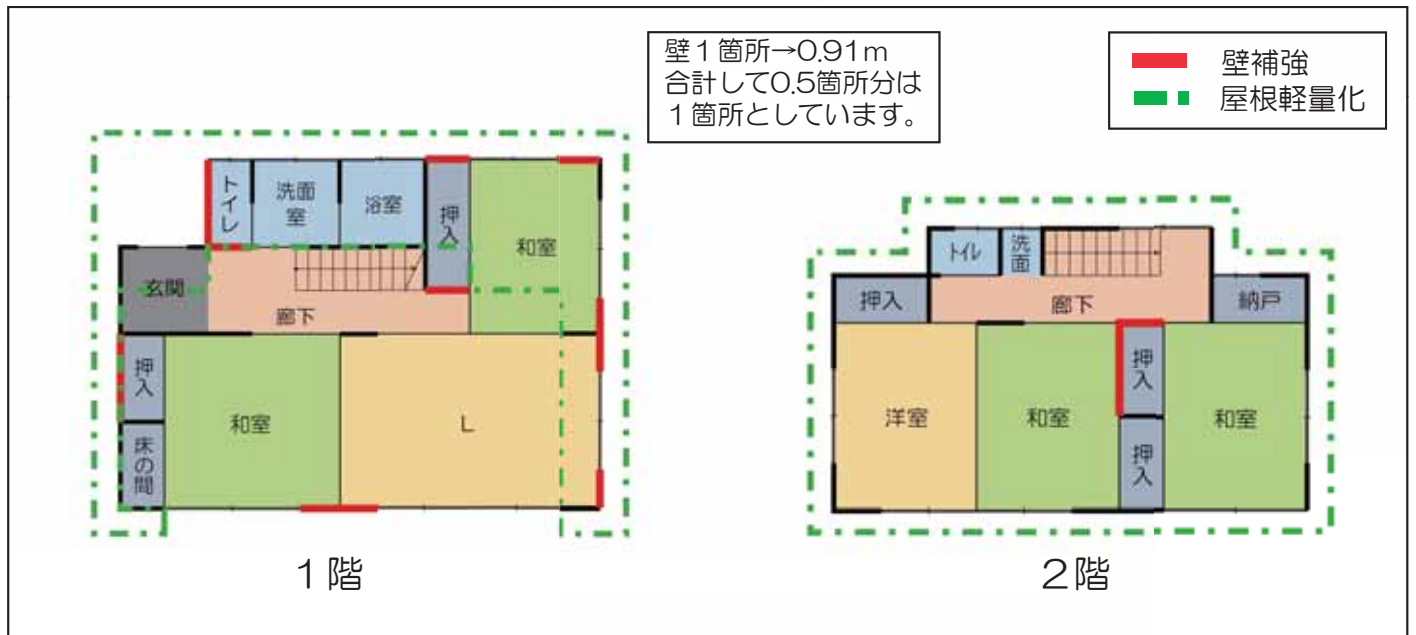 壁１箇所→0.91m
合計して0.5箇所分は
１箇所としています。
壁補強
屋根軽量化
トイレ
洗面室
浴室
押入
和室
玄関
廊下
押入
和室
L
床の間
1階
トイレ
洗面
押入
廊下
納戸
洋室
和室
押入
和室
押入
2階